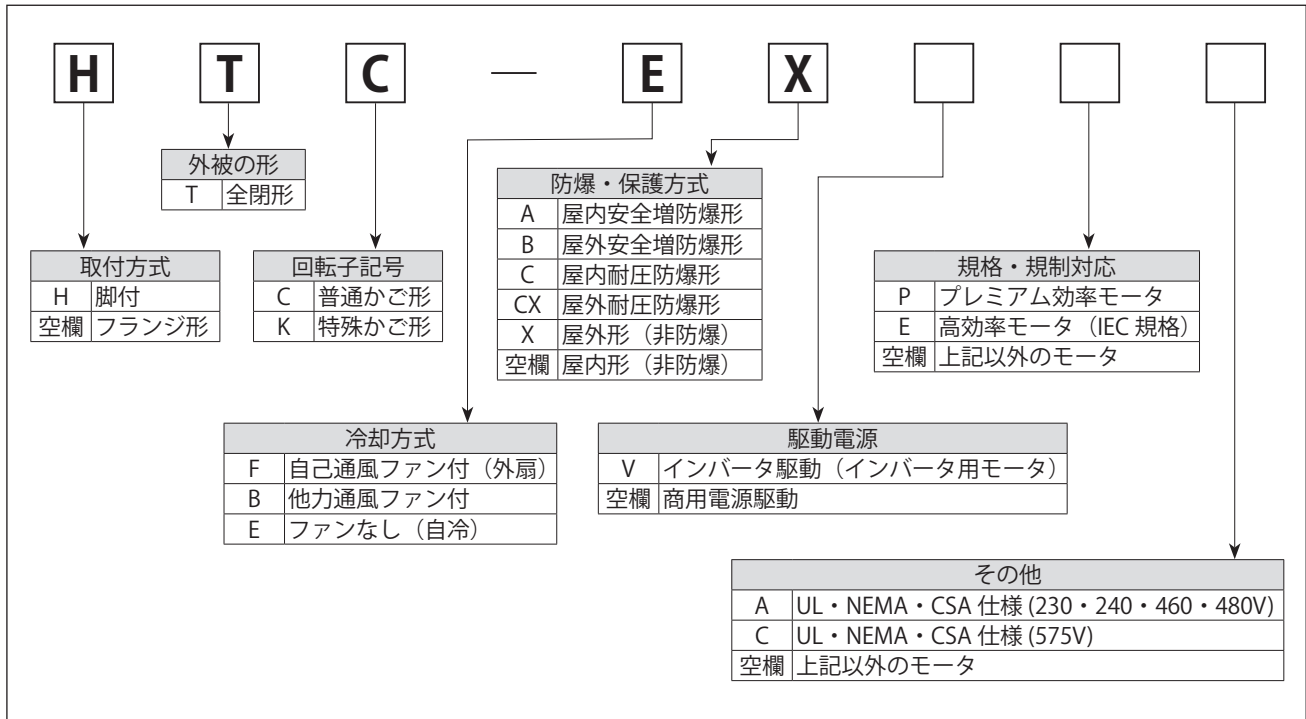 H T C — E X
外被の形
T 全閉形
防爆・保護方式
A 屋内安全増防爆形
B 屋外安全増防爆形
C 屋内耐圧防爆形
CX 屋外耐圧防爆形
X 屋外形（非防爆）
空欄 屋内形（非防爆）
取付方式
H 脚付
空欄 フランジ形
回転子記号
C 普通かご形
K 特殊かご形
規格・規制対応
P プレミアム効率モータ
E 高効率モータ（IEC 規格）
空欄 上記以外のモータ
冷却方式
F 自己通風ファン付（外扇）
B 他力通風ファン付
E ファンなし（自冷）
駆動電源
V インバータ駆動（インバータ用モータ）
空欄 商用電源駆動
その他
A UL・NEMA・CSA 仕様 (230・240・460・480V)
C UL・NEMA・CSA 仕様 (575V)
空欄 上記以外のモータ